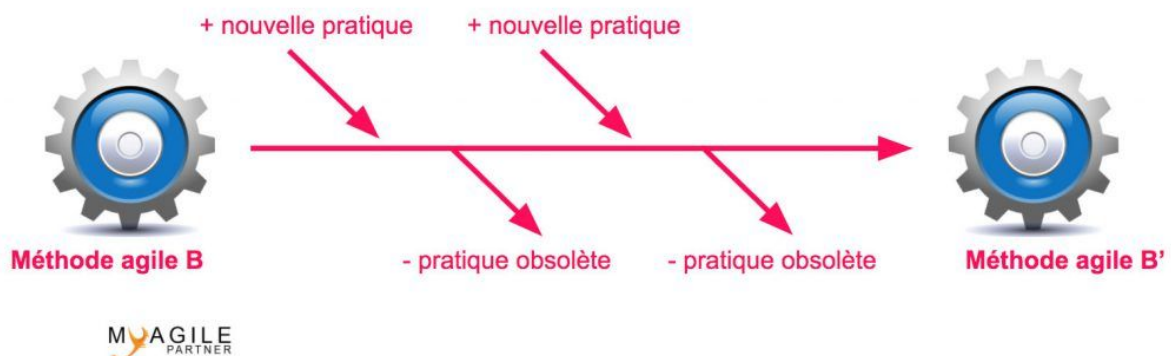 + nouvelle pratique
+ nouvelle pratique
Méthode agile B
- pratique obsolète
- pratique obsolète
Méthode agile B’
MYAGILE
PARTNER